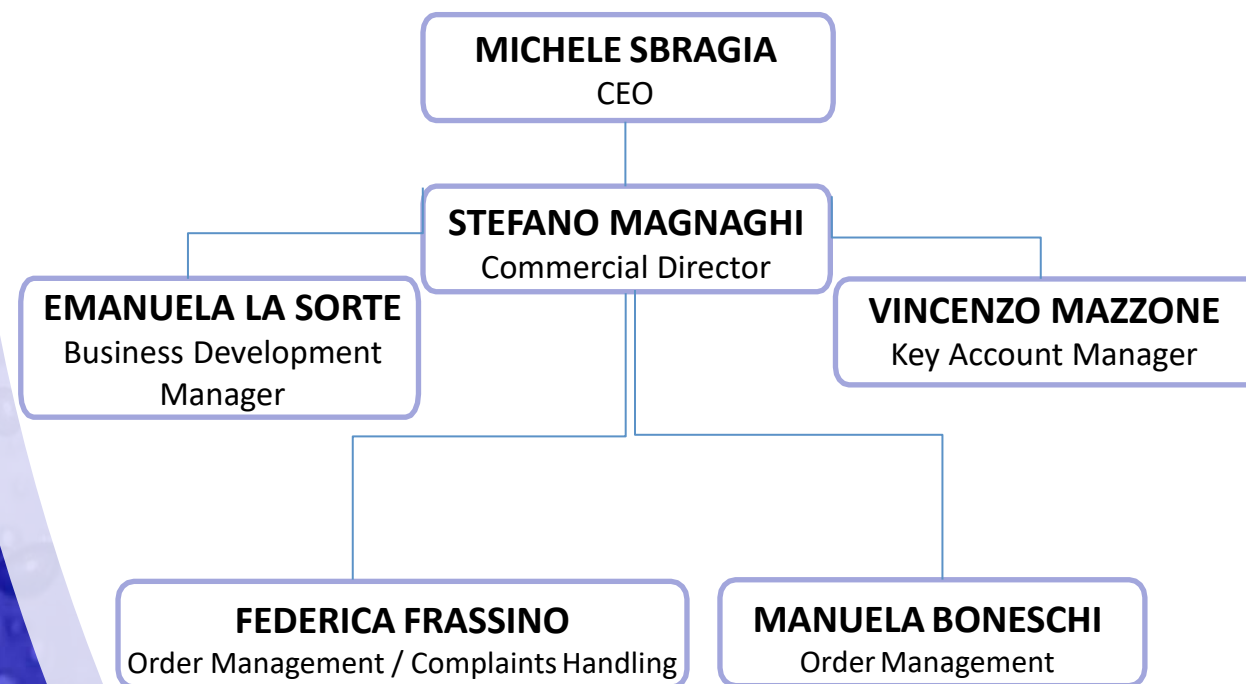 MICHELE SBRAGIA
CEO
STEFANO MAGNAGHI
Commercial Director
EMANUELA LA SORTE
Business Development
Manager
VINCENZO MAZZONE
Key Account Manager
FEDERICA FRASSINO
Order Management / Complaints Handling
MANUELA BONESCHI
Order Management